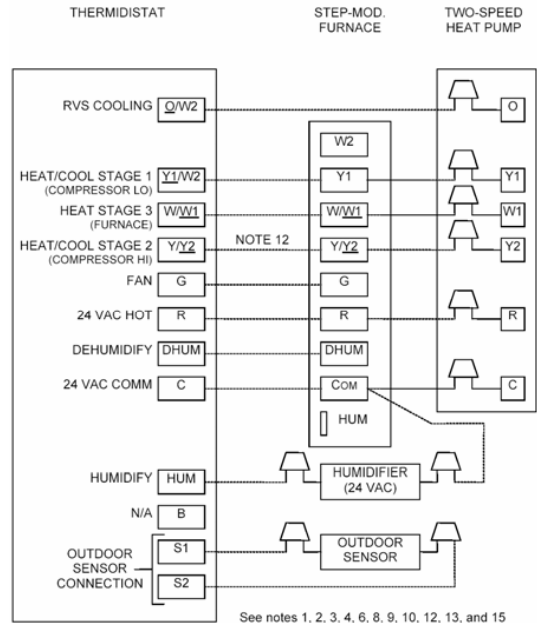 THERMIDISTAT
STEP-MOD.
FURNACE
TWO-SPEED
HEAT PUMP
RVS COOLING
O/W2
O
W2
HEAT/COOL STAGE 1
(COMPRESSOR LO)
Y1/W2
Y1
Y1
HEAT STAGE 3
(FURNACE)
W/W1
W/W1
W1
HEAT/COOL STAGE 2
(COMPRESSOR HI)
Y/Y2
NOTE 12
Y/Y2
Y2
FAN
G
G
24 VAC HOT
R
R
R
DEHUMIDIFY
DHUM
DHUM
24 VAC COMM
C
COM
C
HUM
HUMIDIFY
HUM
HUMIDIFIER
(24 VAC)
N/A
B
OUTDOOR
SENSOR
CONNECTION
S1
S2
OUTDOOR
SENSOR
See notes 1, 2, 3, 4, 6, 8, 9, 10, 12, 13, and 15